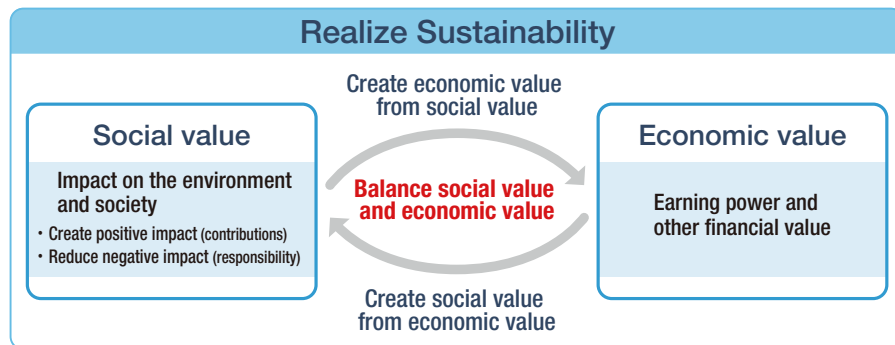 Realize Sustainability
Create economic value
from social value
Social value
Impact on the environment
and society
・Create positive impact (contributions)
・Reduce negative impact (responsibility)
Balance social value
and economic value
Economic value
Earning power and
other financial value
Create social value
from economic value